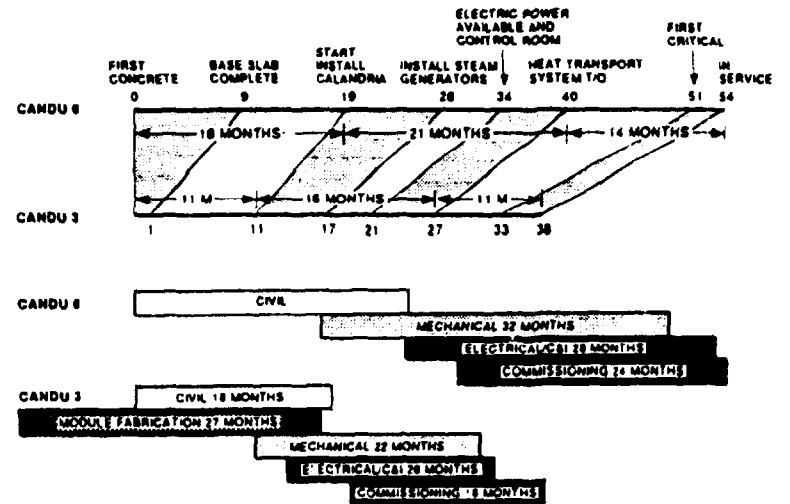 ELECTRIC POWER
AVAILABLE AND
CONTROL ROOM
FIRST
CRITICAL
FIRST
CONCRETE
BASE SLAB
COMPLETE
START
INSTALL
CALANDRIA
INSTALL STEAM
GENERATORS
HEAT TRANSPORT
SYSTEM T/O
IN
SERVICE
0 9 19 28 34 40 51 54
CANDU 6
18 MONTHS 21 MONTHS 14 MONTHS
11 M 16 MONTHS 11 M
CANDU 3
1 11 17 21 27 33 38
CANDU 6
CIVIL
MECHANICAL 32 MONTHS
ELECTRICAL/C&I 28 MONTHS
COMMISSIONING 24 MONTHS
CANDU 3
CIVIL 18 MONTHS
MODULE FABRICATION 27 MONTHS
MECHANICAL 22 MONTHS
ELECTRICAL/C&I MONTHS
COMMISSIONING MONTHS